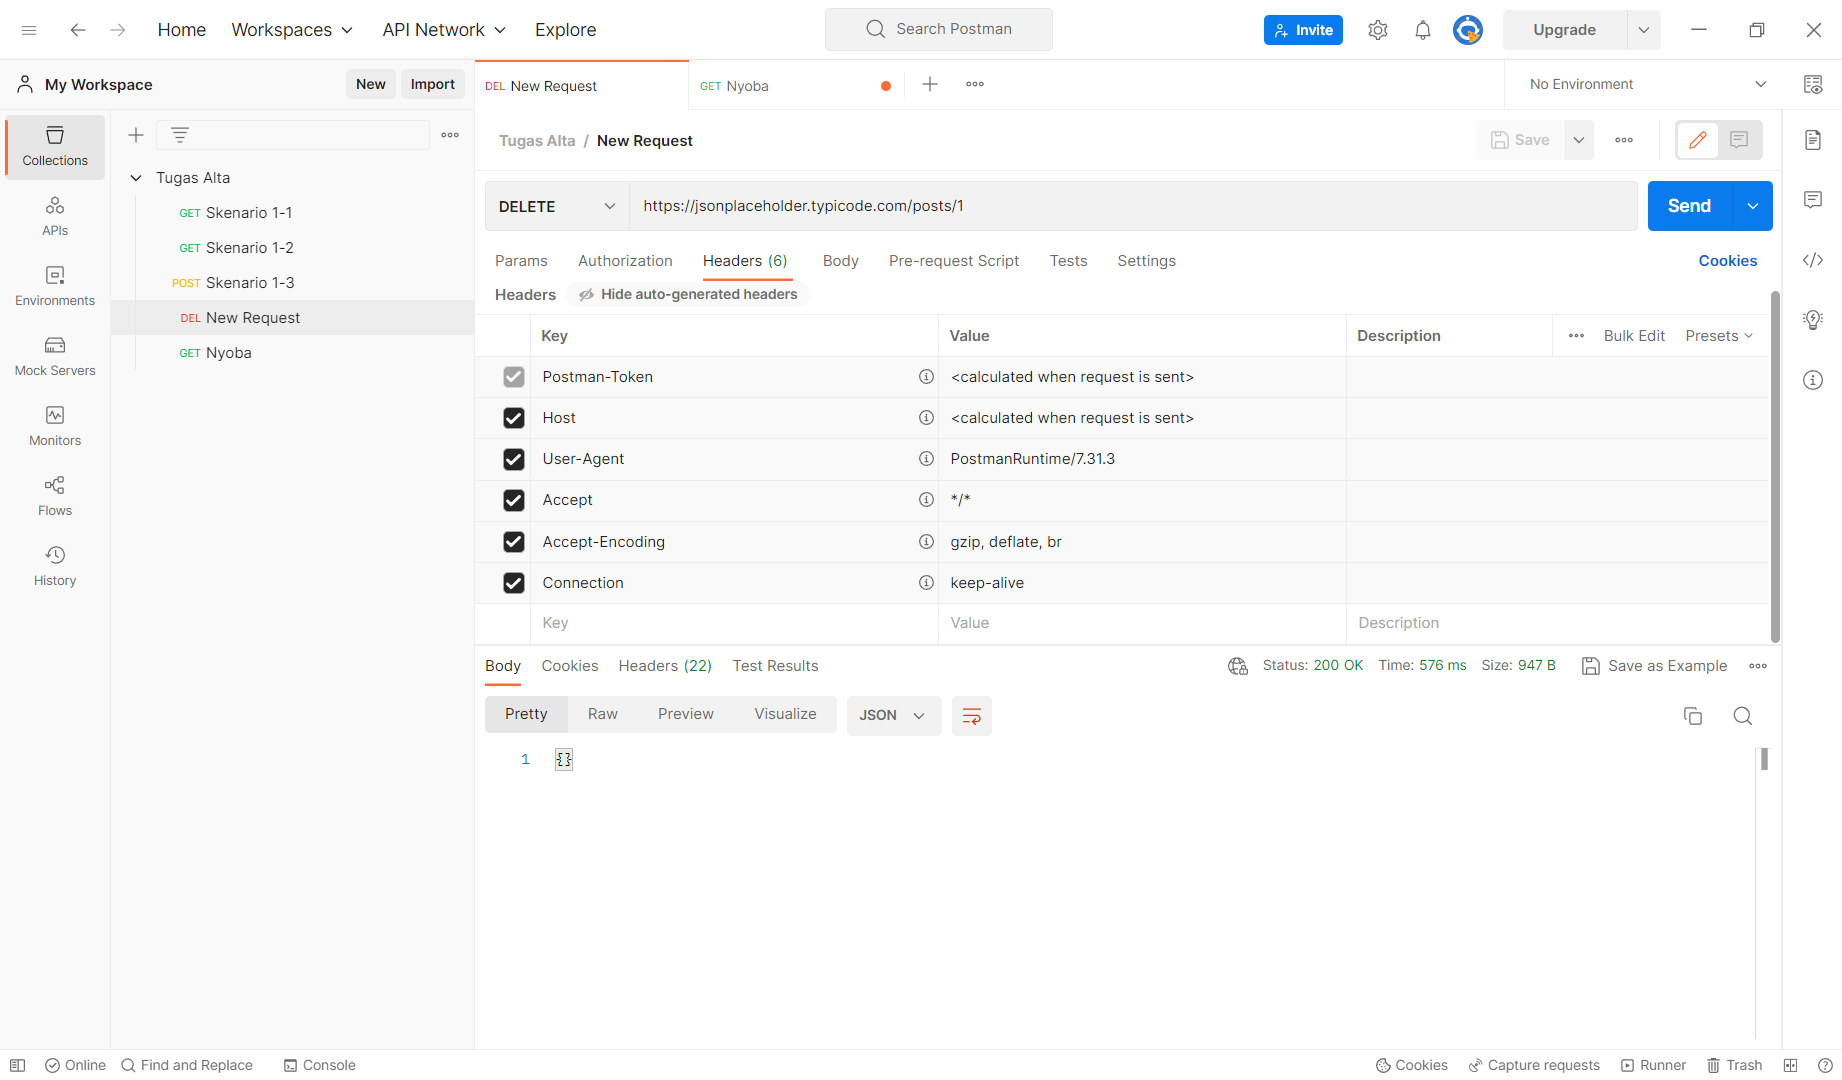 Home Workspaces API Network Explore Search Postman Invite Upgrade
My Workspace New Import DEL New Request GET Nyoba No Environment
Collections
APIs
Environments
Mock Servers
Monitors
Flows
History
Tugas Alta
GET Skenario 1-1
GET Skenario 1-2
POST Skenario 1-3
DEL New Request
GET Nyoba
Tugas Alta / New Request Save
DELETE https://jsonplaceholder.typicode.com/posts/1 Send
Params Authorization Headers (6) Body Pre-request Script Tests Settings Cookies
Headers Hide auto-generated headers
Key Value Description Bulk Edit Presets
Postman-Token <calculated when request is sent>
Host <calculated when request is sent>
User-Agent PostmanRuntime/7.31.3
Accept */*
Accept-Encoding gzip, deflate, br
Connection keep-alive
Key Value Description
Body Cookies Headers (22) Test Results Status: 200 OK Time: 576 ms Size: 947 B Save as Example
Pretty Raw Preview Visualize JSON
1 {}
Online Find and Replace Console Cookies Capture requests Runner Trash